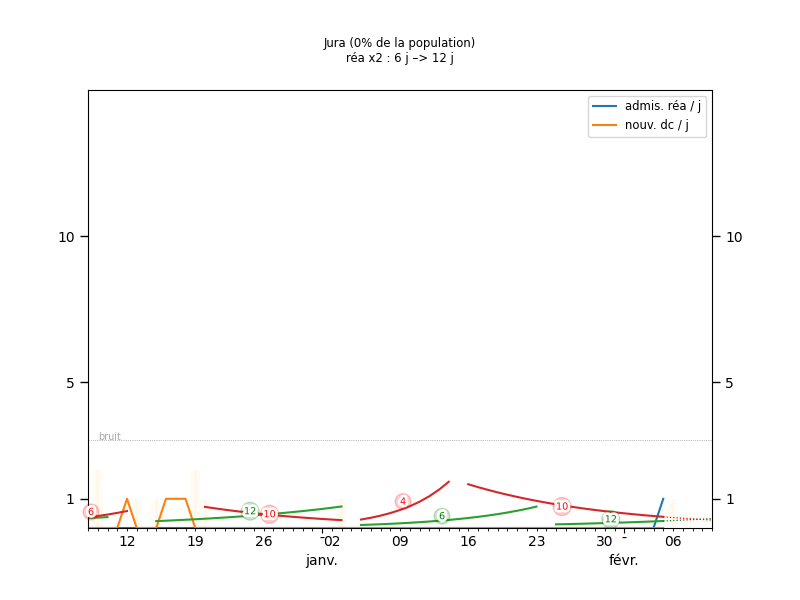 Jura (0% de la population)
réa x2 : 6 j –> 12 j
admis. réa / j
nouv. dc / j
10 10
5 5
bruit
1 1
6 12 10 4 6 10 12
12 19 26 02 09 16 23 30 06
janv. févr.